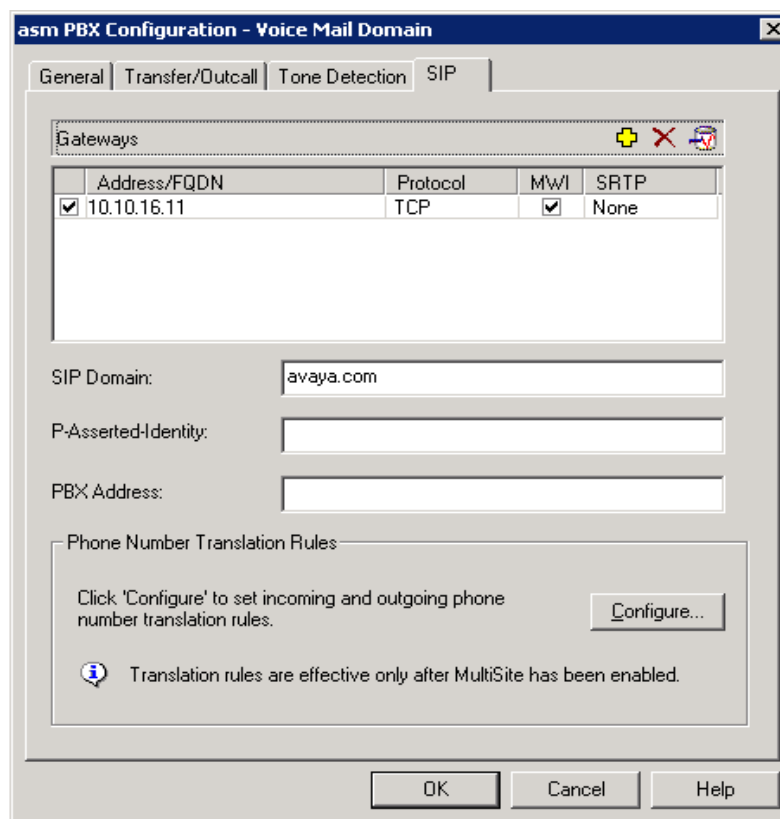 asm PBX Configuration - Voice Mail Domain
General Transfer/Outcall Tone Detection SIP
Gateways
Address/FQDN Protocol MWI SRTP
10.10.16.11 TCP None
SIP Domain: avaya.com
P-Asserted-Identity:
PBX Address:
Phone Number Translation Rules
Click 'Configure' to set incoming and outgoing phone
number translation rules.
Configure...
Translation rules are effective only after MultiSite has been enabled.
OK Cancel Help